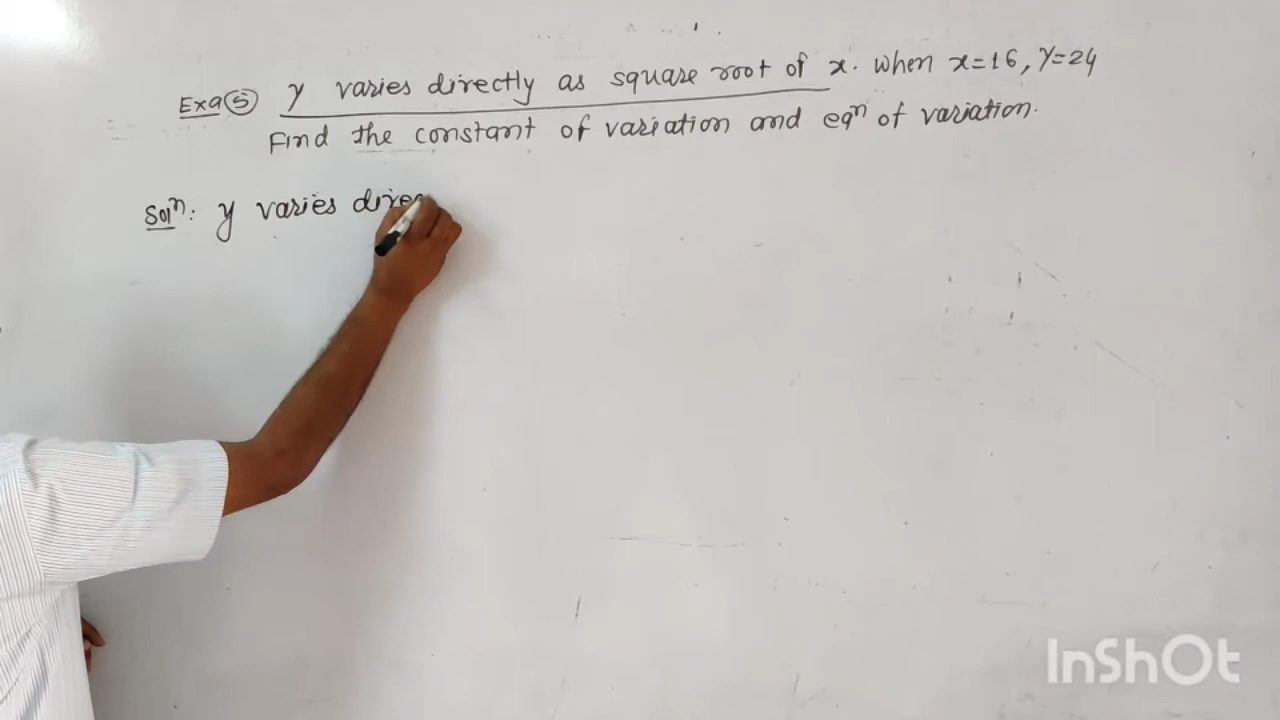 Exa⑤ y varies directly as square root of x. when x=16, y=24
Find the constant of variation and eqⁿ of variation.
Solⁿ: y varies direc
InShOt